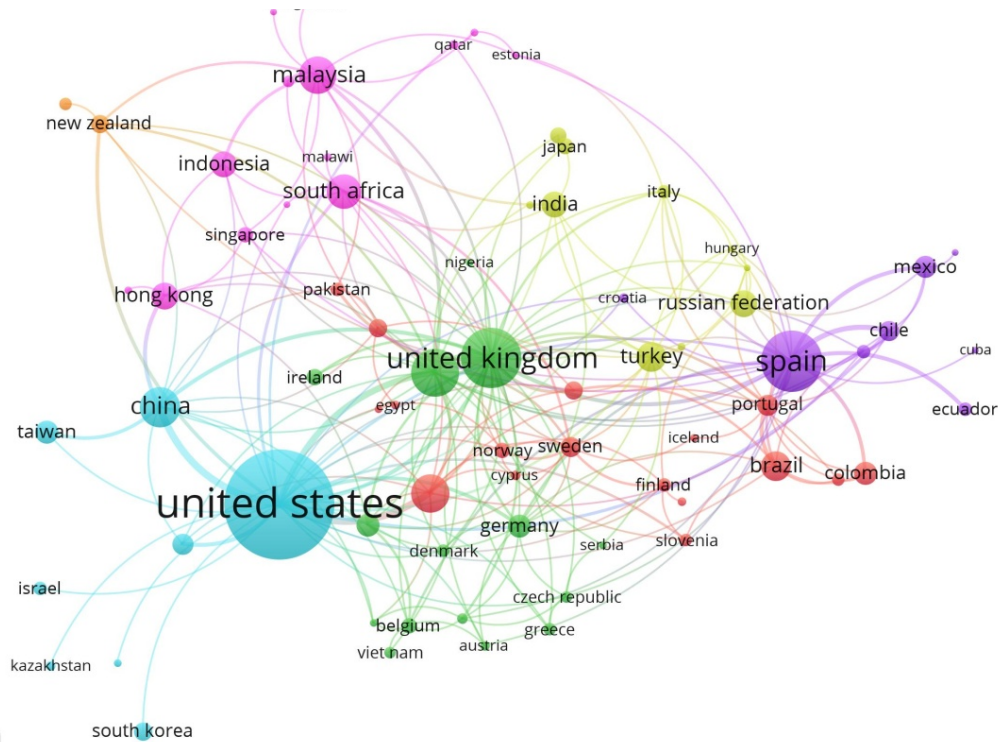 qatar
estonia
malaysia
new zealand
japan
malawi
indonesia
south africa
italy
india
singapore
hungary
nigeria
mexico
pakistan
hong kong
croatia
russian federation
chile
united kingdom
turkey
spain
cuba
ireland
egypt
china
portugal
ecuador
taiwan
iceland
norway
sweden
brazil
colombia
cyprus
finland
united states
germany
slovenia
denmark
serbia
israel
czech republic
belgium
greece
austria
viet nam
kazakhstan
south korea